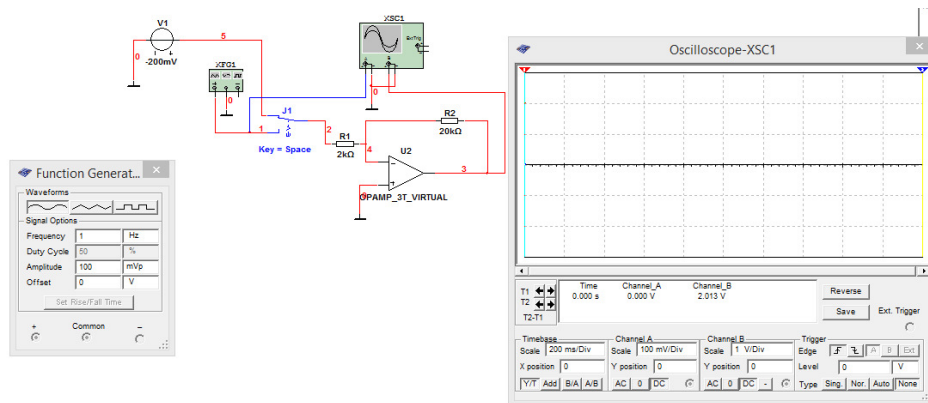 V1
5
0
-200mV
XFG1
0
J1
1
Key = Space
2
R1
2kΩ
4
R2
20kΩ
U2
3
0
OPAMP_3T_VIRTUAL
XSC1
Ext Trig
A
B
0
Function Generat...
Waveforms
Signal Options
Frequency 1 Hz
Duty Cycle 50 %
Amplitude 100 mVp
Offset 0 V
Set Rise/Fall Time
+ Common −
Oscilloscope-XSC1
1
Time Channel_A Channel_B
T1 0.000 s 0.000 V 2.013 V
T2
T2-T1
Reverse
Save
Ext. Trigger
Timebase Channel A Channel B Trigger
Scale 200 ms/Div Scale 100 mV/Div Scale 1 V/Div Edge A B Ext
X position 0 Y position 0 Y position 0 Level 0 V
Y/T Add B/A A/B AC 0 DC AC 0 DC - Type Sing. Nor. Auto None